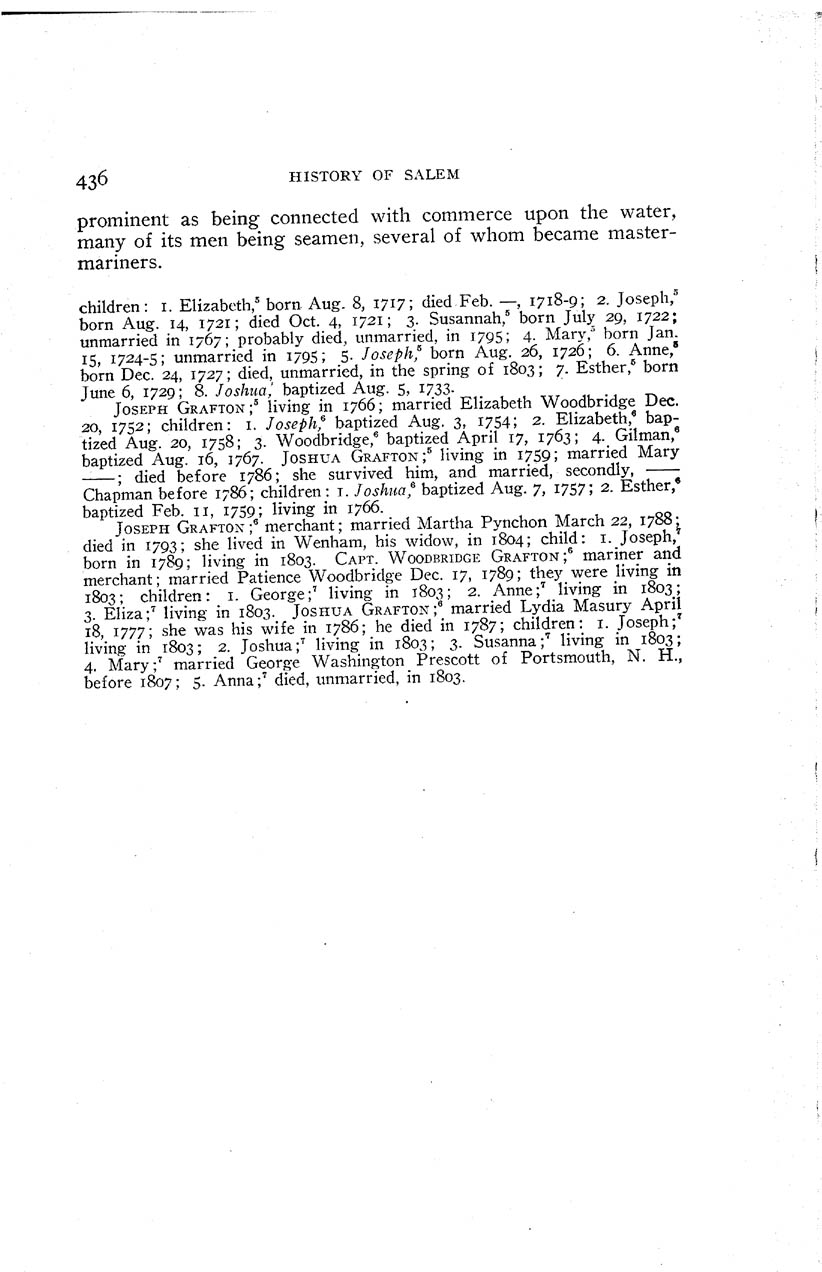 436 HISTORY OF SALEM
prominent as being connected with commerce upon the water,
many of its men being seamen, several of whom became master-
mariners.
children: 1. Elizabeth,⁵ born Aug. 8, 1717; died Feb. —, 1718-9; 2. Joseph,⁵
born Aug. 14, 1721; died Oct. 4, 1721; 3. Susannah,⁵ born July 29, 1722;
unmarried in 1767; probably died, unmarried, in 1795; 4. Mary,⁵ born Jan.
15, 1724-5; unmarried in 1795; 5. Joseph,⁵ born Aug. 26, 1726; 6. Anne,⁵
born Dec. 24, 1727; died, unmarried, in the spring of 1803; 7. Esther,⁵ born
June 6, 1729; 8. Joshua,⁵ baptized Aug. 5, 1733.
JOSEPH GRAFTON;⁵ living in 1766; married Elizabeth Woodbridge Dec.
20, 1752; children: 1. Joseph,⁶ baptized Aug. 3, 1754; 2. Elizabeth,⁶ bap-
tized Aug. 20, 1758; 3. Woodbridge,⁶ baptized April 17, 1763; 4. Gilman,⁶
baptized Aug. 16, 1767. JOSHUA GRAFTON;⁵ living in 1759; married Mary
——; died before 1786; she survived him, and married, secondly, ——
Chapman before 1786; children: 1. Joshua,⁶ baptized Aug. 7, 1757; 2. Esther,⁶
baptized Feb. 11, 1759; living in 1766.
JOSEPH GRAFTON;⁶ merchant; married Martha Pynchon March 22, 1788;
died in 1793; she lived in Wenham, his widow, in 1804; child: 1. Joseph,⁷
born in 1789; living in 1803. CAPT. WOODBRIDGE GRAFTON;⁶ mariner and
merchant; married Patience Woodbridge Dec. 17, 1789; they were living in
1803; children: 1. George;⁷ living in 1803; 2. Anne;⁷ living in 1803;
3. Eliza;⁷ living in 1803. JOSHUA GRAFTON;⁶ married Lydia Masury April
18, 1777; she was his wife in 1786; he died in 1787; children: 1. Joseph;⁷
living in 1803; 2. Joshua;⁷ living in 1803; 3. Susanna;⁷ living in 1803;
4. Mary;⁷ married George Washington Prescott of Portsmouth, N. H.,
before 1807; 5. Anna;⁷ died, unmarried, in 1803.